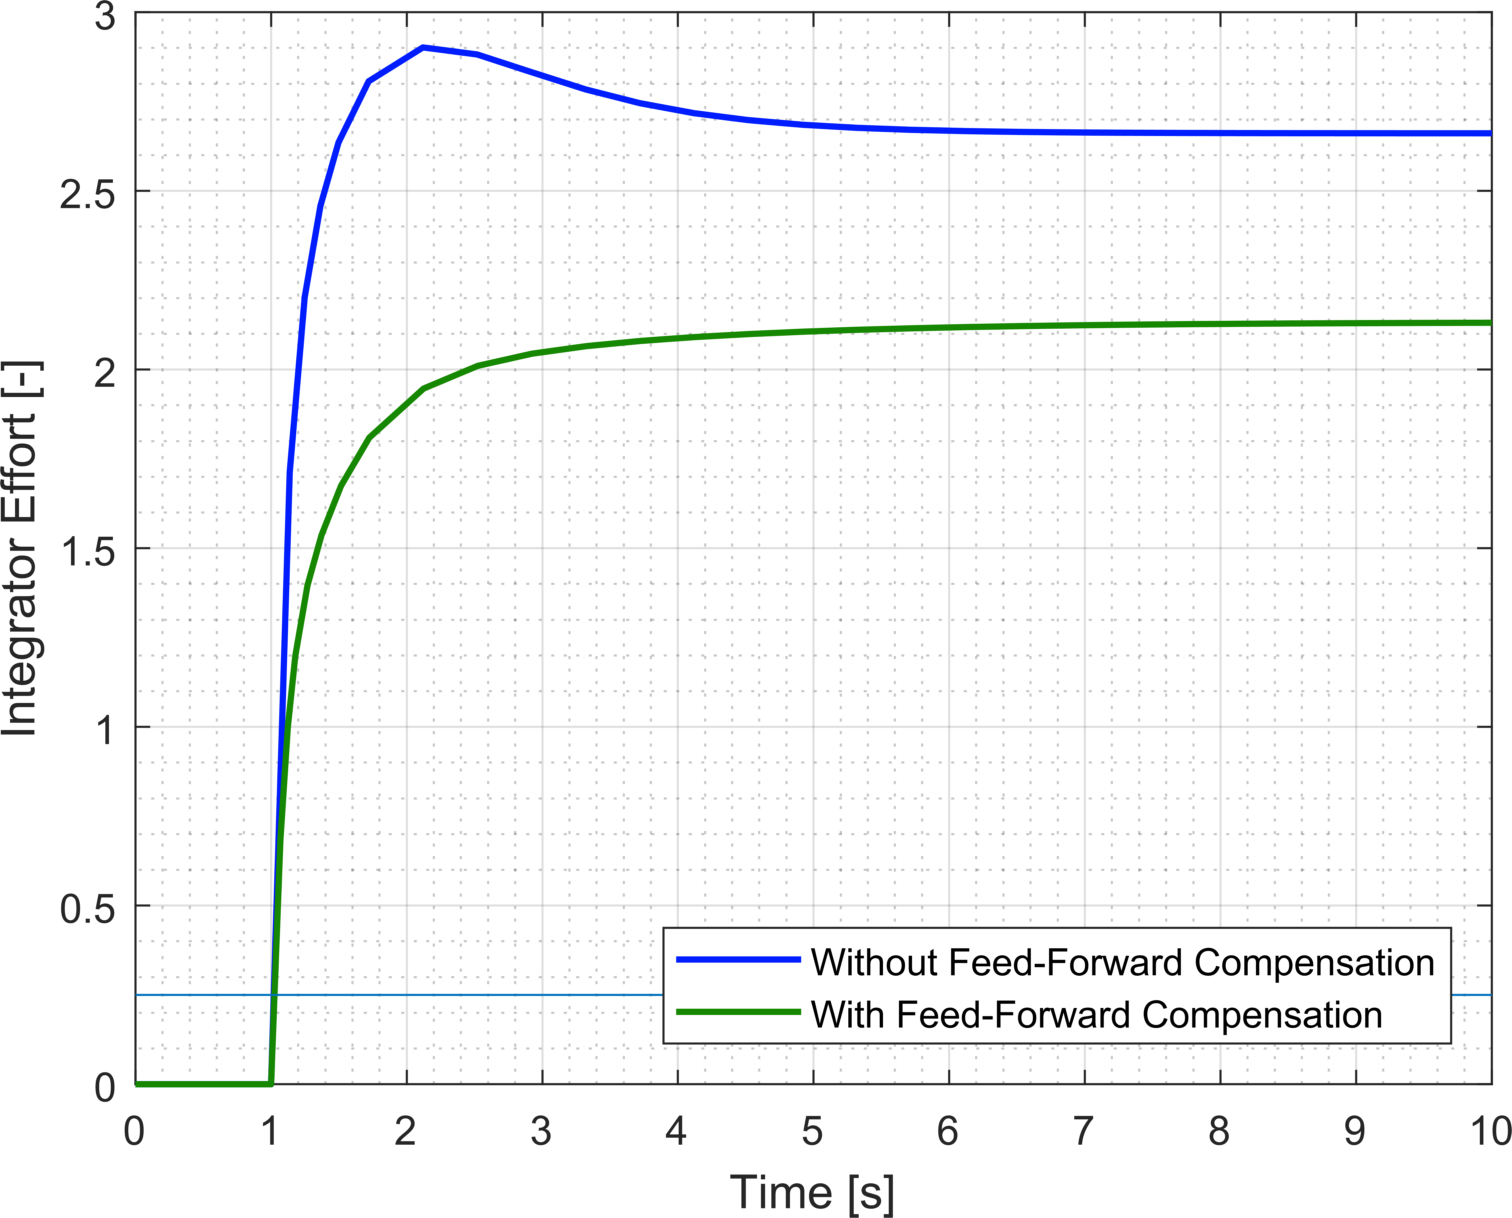 3
2.5
2
1.5
1
0.5
0
Integrator Effort [-]
Without Feed-Forward Compensation
With Feed-Forward Compensation
0 1 2 3 4 5 6 7 8 9 10
Time [s]